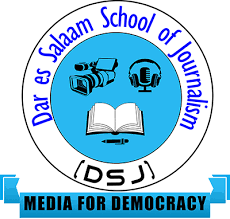 Dar es Salaam School of Journalism
(DSJ)
MEDIA FOR DEMOCRACY